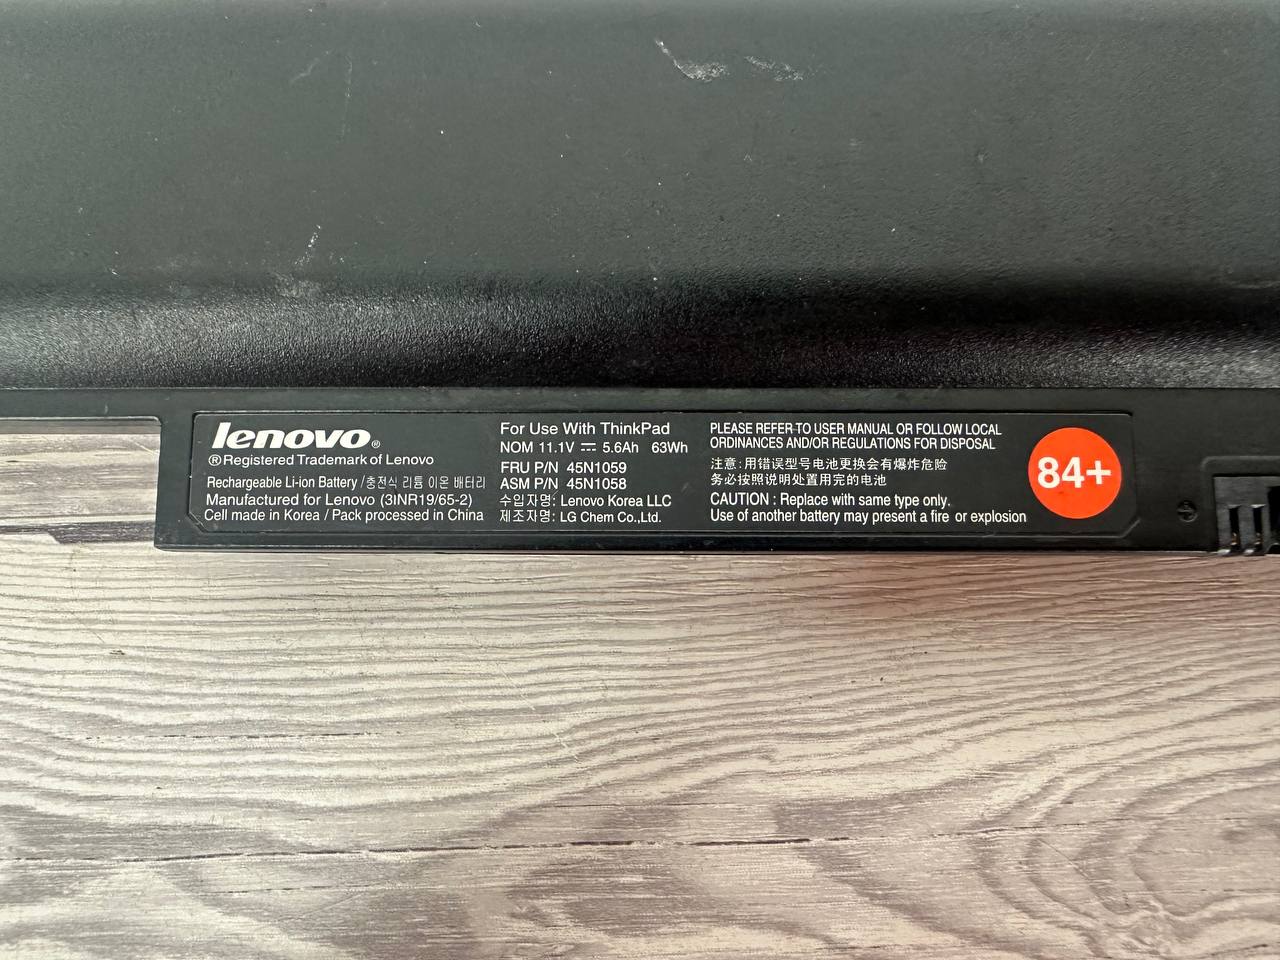 lenovo®
® Registered Trademark of Lenovo
Rechargeable Li-ion Battery / 충전식 리튬 이온 배터리
Manufactured for Lenovo (3INR19/65-2)
Cell made in Korea / Pack processed in China
For Use With ThinkPad
NOM 11.1V ⎓ 5.6Ah 63Wh
FRU P/N 45N1059
ASM P/N 45N1058
수입자명: Lenovo Korea LLC
제조자명: LG Chem Co.,Ltd.
PLEASE REFER TO USER MANUAL OR FOLLOW LOCAL
ORDINANCES AND/OR REGULATIONS FOR DISPOSAL
注意: 用错误型号电池更换会有爆炸危险
务必按照说明处置用完的电池
CAUTION : Replace with same type only.
Use of another battery may present a fire or explosion
84+